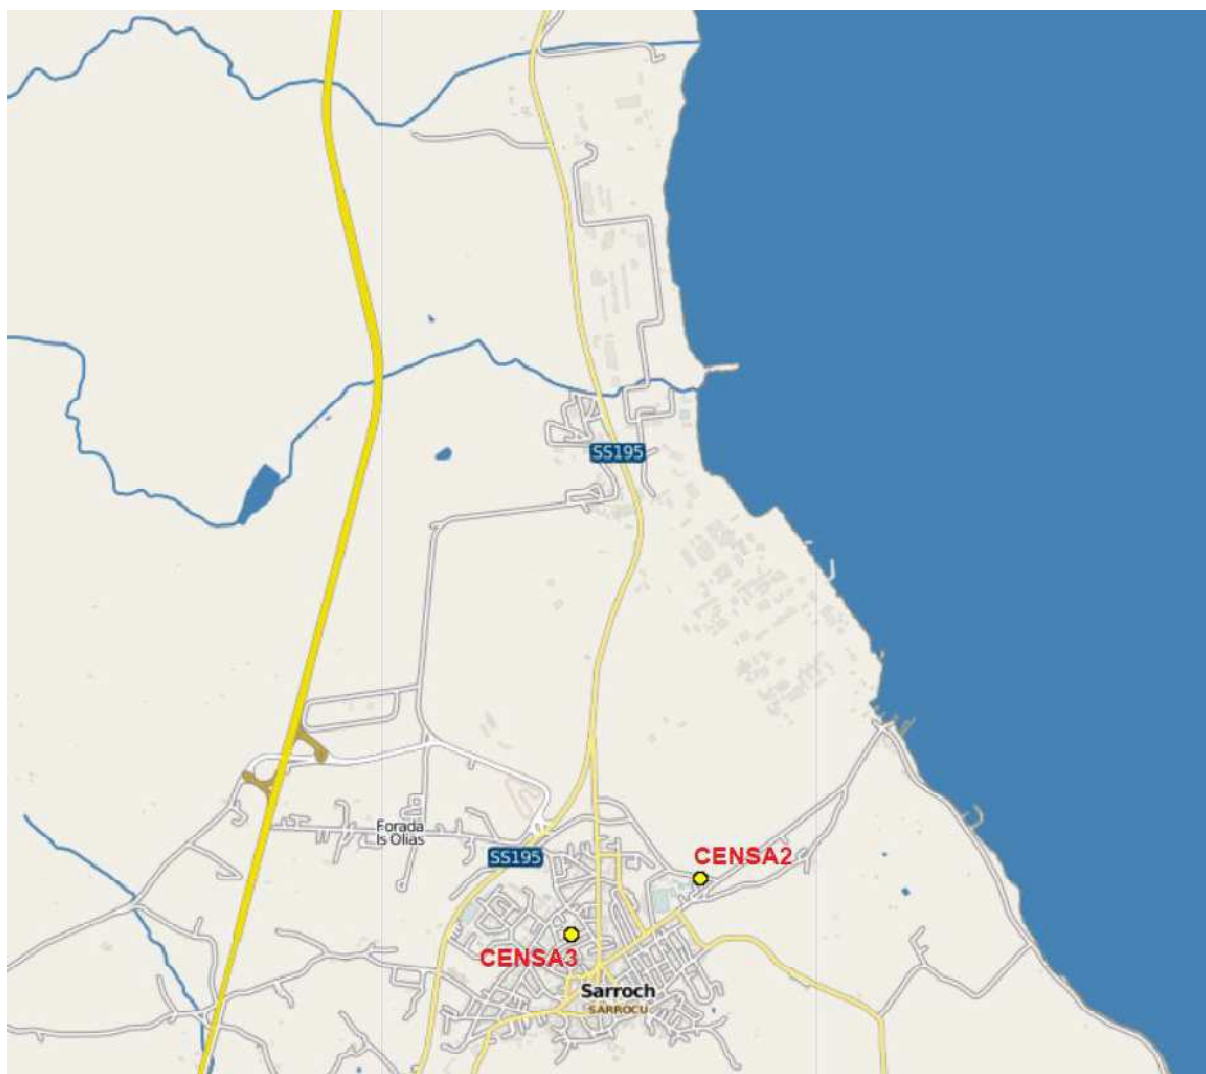 SS195
Forada
Is Olias
SS195
CENSA2
CENSA3
Sarroch
SARROCU